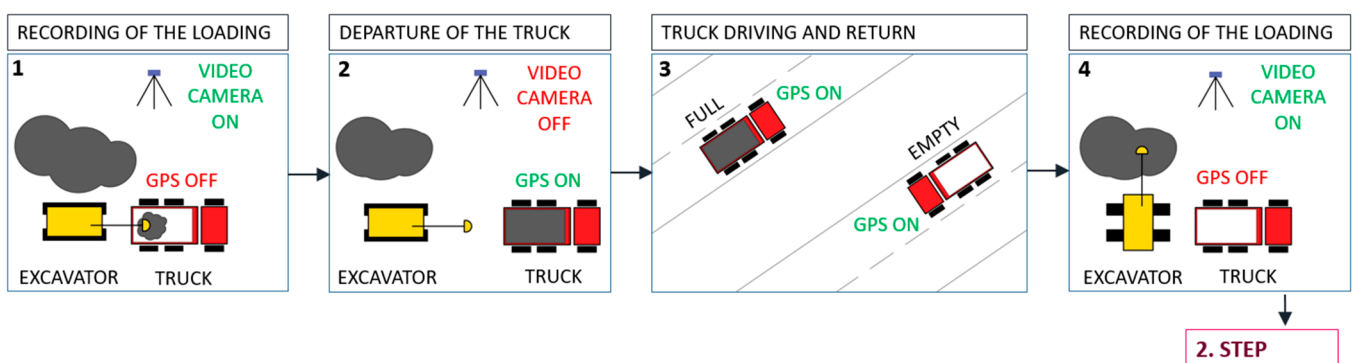 RECORDING OF THE LOADING
1
VIDEO
CAMERA
ON
GPS OFF
EXCAVATOR
TRUCK
DEPARTURE OF THE TRUCK
2
VIDEO
CAMERA
OFF
GPS ON
EXCAVATOR
TRUCK
TRUCK DRIVING AND RETURN
3
FULL
GPS ON
EMPTY
GPS ON
RECORDING OF THE LOADING
4
VIDEO
CAMERA
ON
GPS OFF
EXCAVATOR
TRUCK
2. STEP